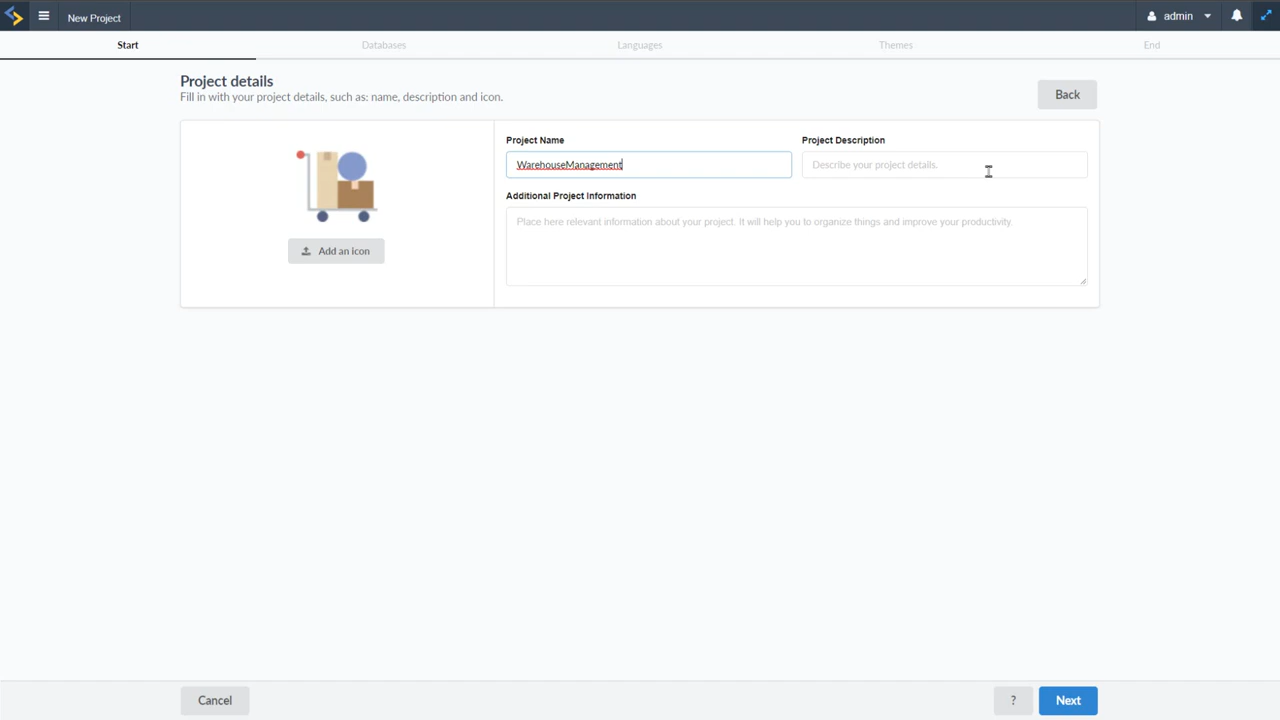 New Project
admin
Start
Databases
Languages
Themes
End
Project details
Fill in with your project details, such as: name, description and icon.
Back
Project Name
Project Description
WarehouseManagement
Describe your project details.
Additional Project Information
Place here relevant information about your project. It will help you to organize things and improve your productivity.
Add an icon
Cancel
?
Next